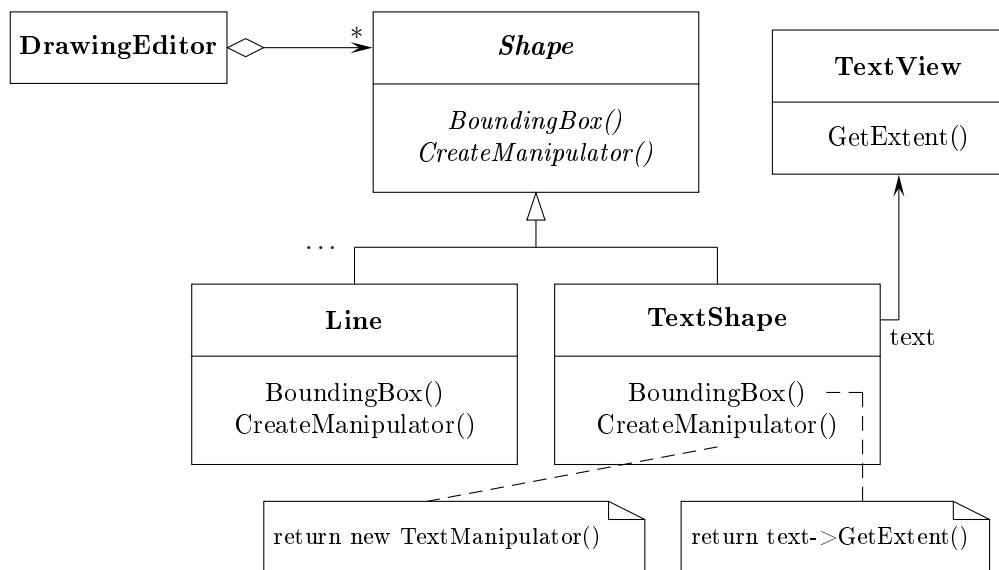 DrawingEditor
*
Shape
BoundingBox()
CreateManipulator()
TextView
GetExtent()
...
Line
BoundingBox()
CreateManipulator()
TextShape
BoundingBox()
CreateManipulator()
text
return new TextManipulator()
return text->GetExtent()